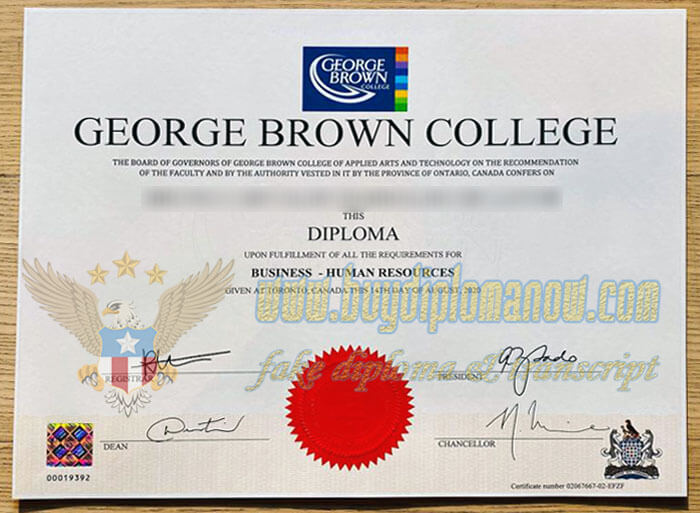 GEORGE
BROWN
COLLEGE
GEORGE BROWN COLLEGE
THE BOARD OF GOVERNORS OF GEORGE BROWN COLLEGE OF APPLIED ARTS AND TECHNOLOGY ON THE RECOMMENDATION
OF THE FACULTY AND BY THE AUTHORITY VESTED IN IT BY THE PROVINCE OF ONTARIO, CANADA CONFERS ON
THIS
DIPLOMA
UPON FULFILLMENT OF ALL THE REQUIREMENTS FOR
BUSINESS - HUMAN RESOURCES
GIVEN AT TORONTO, CANADA THIS 14TH DAY OF AUGUST, 2020
fake diploma & transcript
REGISTRAR
PRESIDENT
DEAN
CHANCELLOR
00019392
Certificate number 02067667-02-EFZF